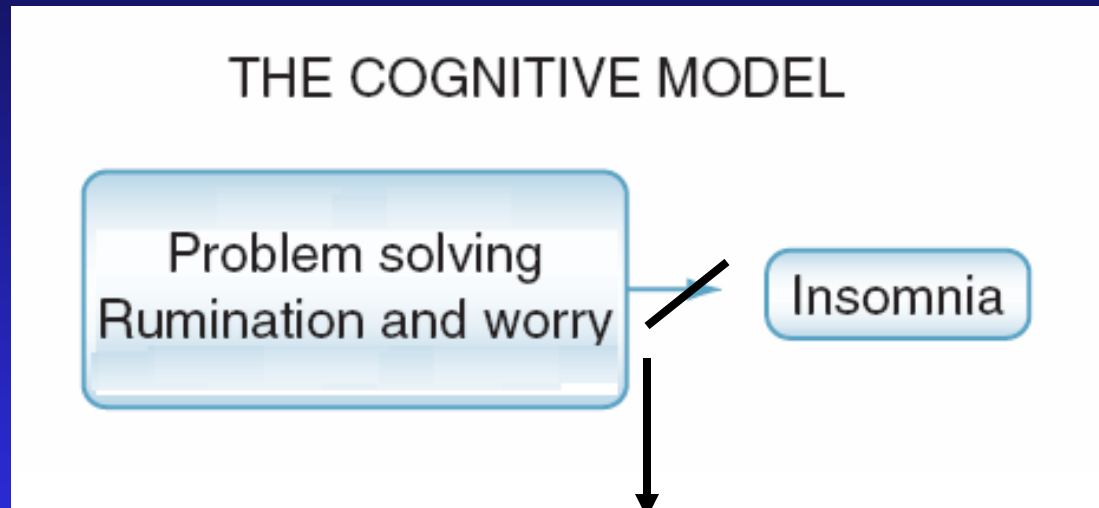 THE COGNITIVE MODEL
Problem solving
Rumination and worry
Insomnia